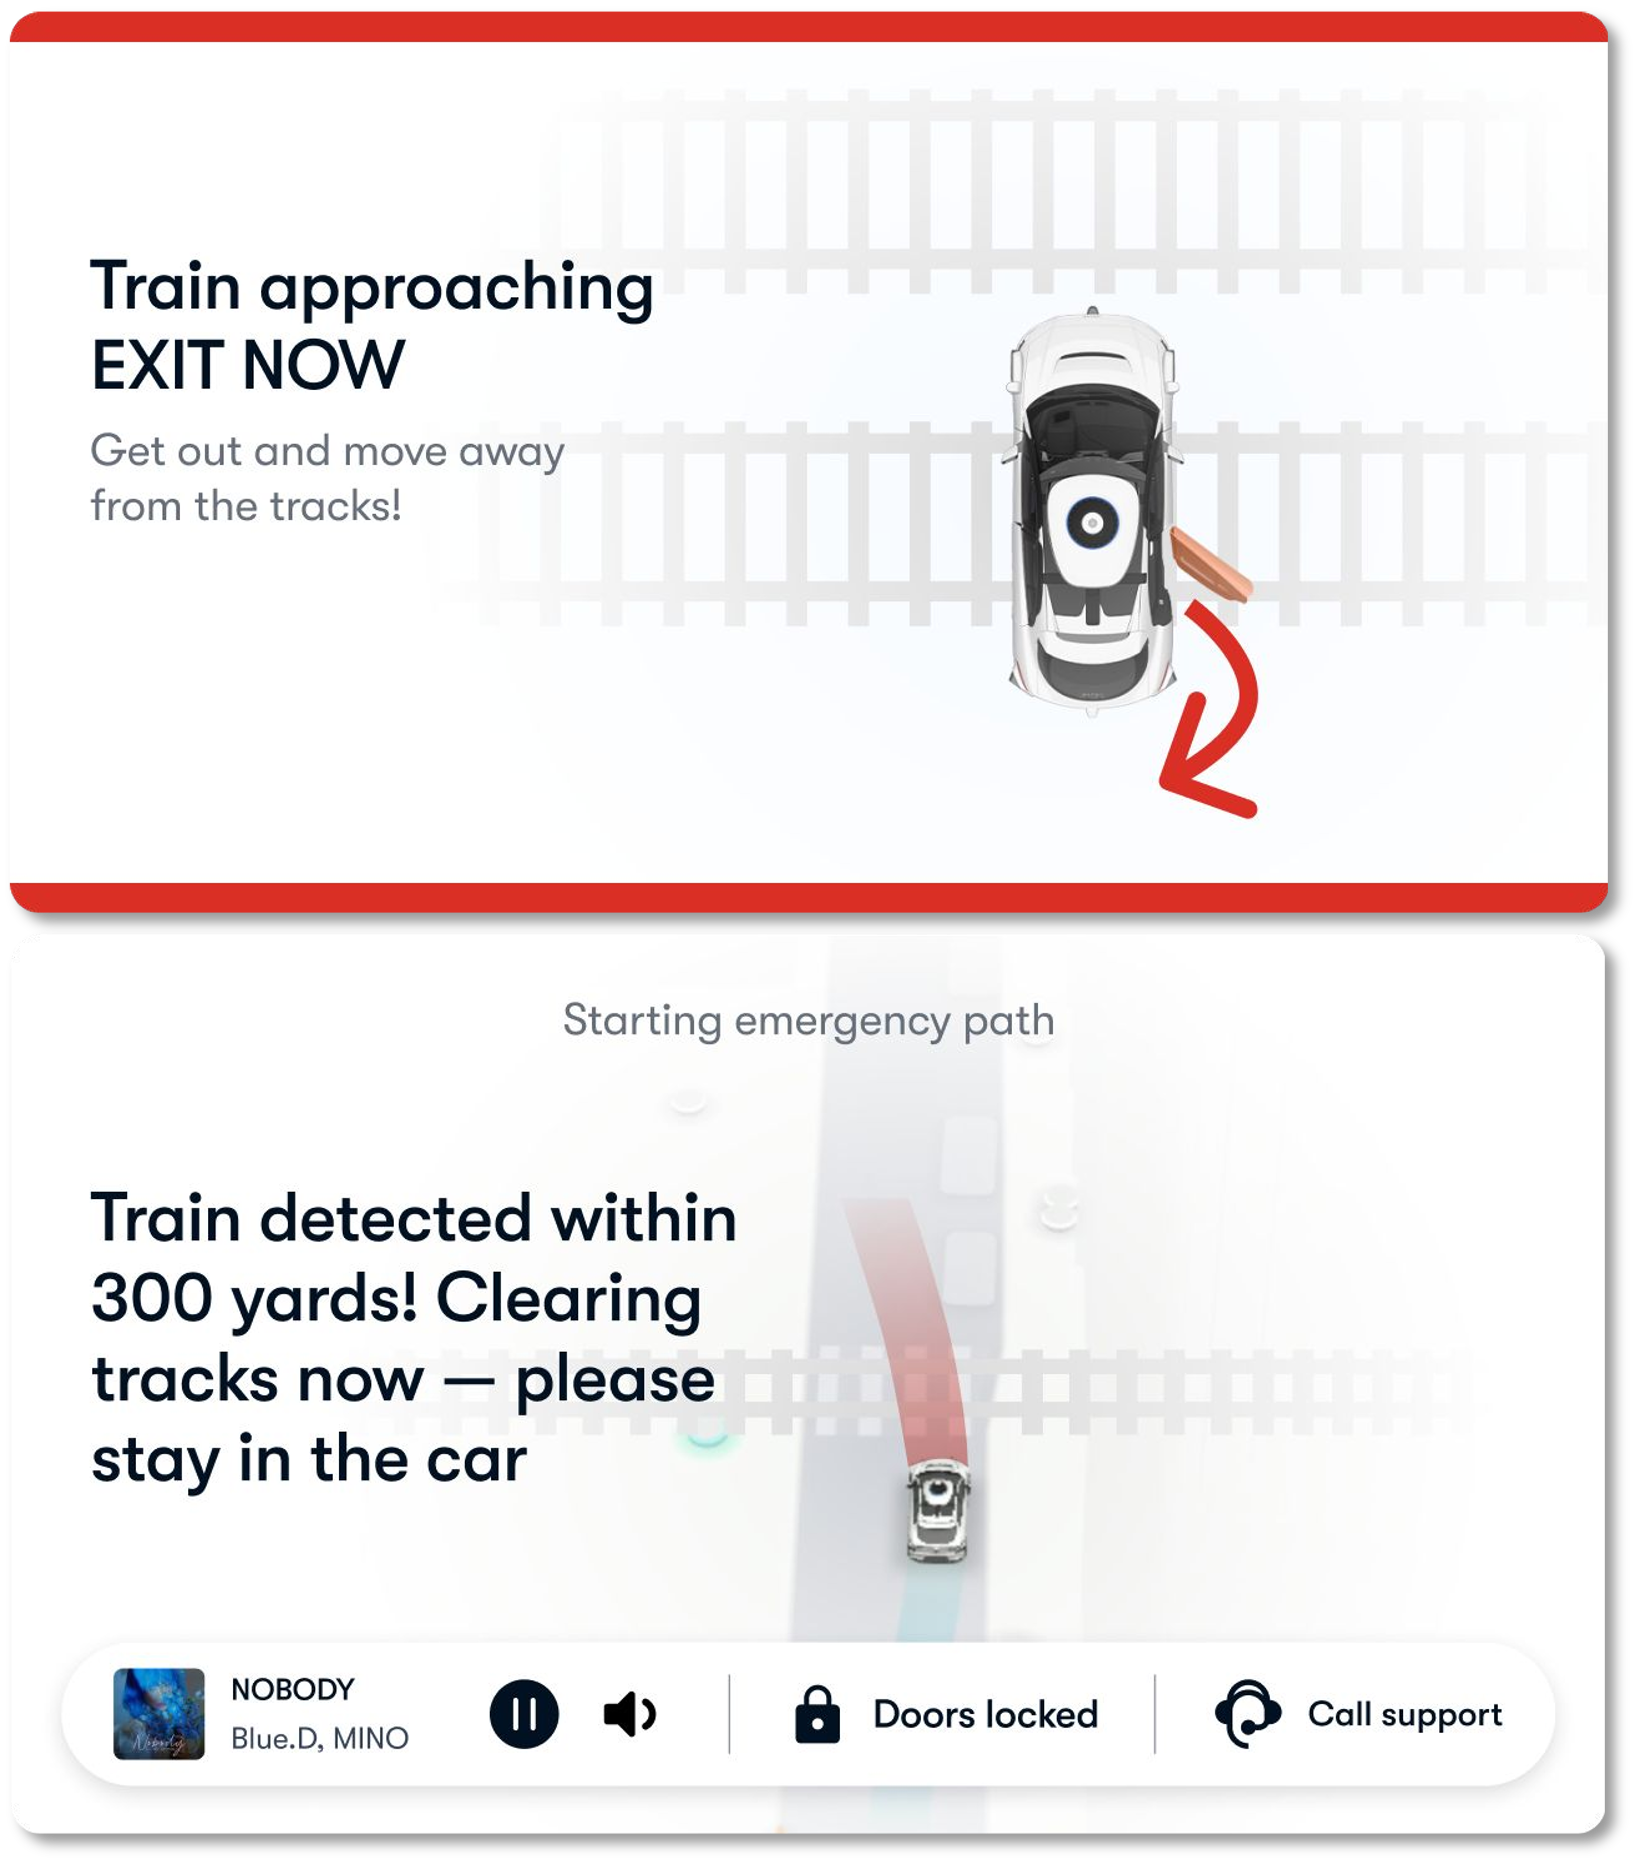 Train approaching
EXIT NOW
Get out and move away
from the tracks!
Starting emergency path
Train detected within
300 yards! Clearing
tracks now — please
stay in the car
Nobody
NOBODY
Blue.D, MINO
Doors locked
Call support